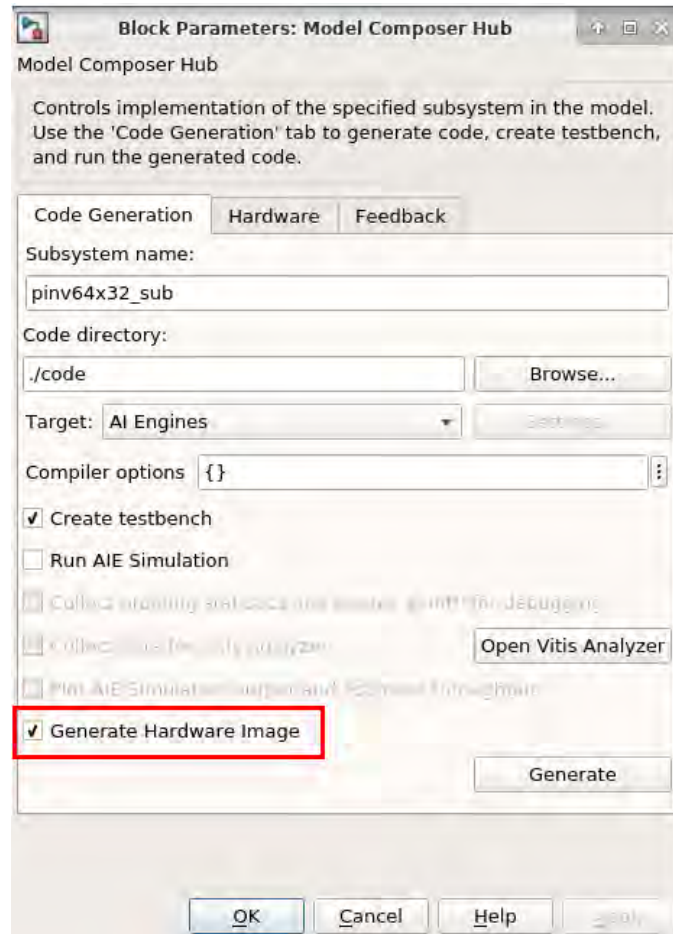 Block Parameters: Model Composer Hub
Model Composer Hub
Controls implementation of the specified subsystem in the model.
Use the 'Code Generation' tab to generate code, create testbench,
and run the generated code.
Code Generation Hardware Feedback
Subsystem name:
pinv64x32_sub
Code directory:
./code Browse...
Target: AI Engines
Compiler options {}
Create testbench
Run AIE Simulation
Open Vitis Analyzer
Generate Hardware Image
Generate
OK Cancel Help